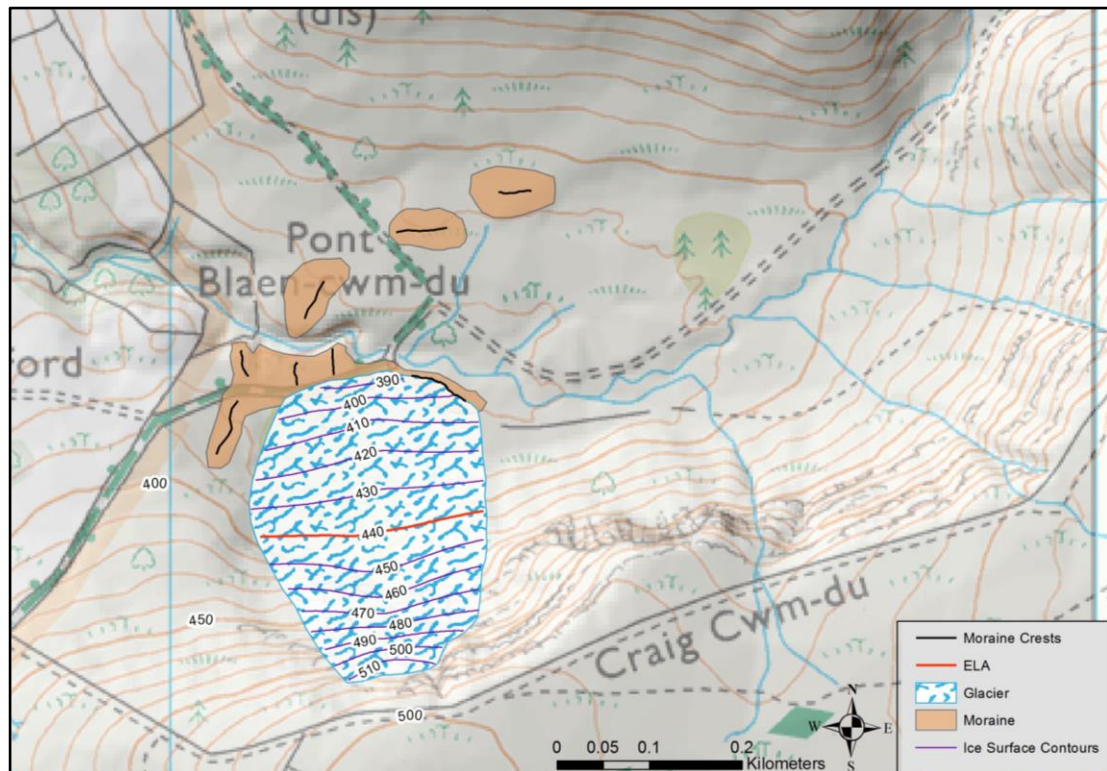 (dis)
Pont
Blaen-cwm-du
ford
390
400
410
420
430
440
450
460
470
480
490
500
510
400
450
500
Craig Cwm-du
Moraine Crests
ELA
Glacier
Moraine
Ice Surface Contours
N
W E
S
0 0.05 0.1 0.2
Kilometers